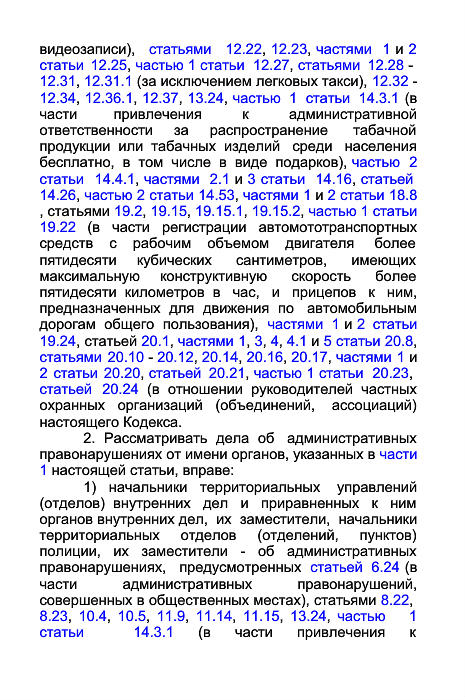 видеозаписи), статьями 12.22, 12.23, частями 1 и 2
статьи 12.25, частью 1 статьи 12.27, статьями 12.28 -
12.31, 12.31.1 (за исключением легковых такси), 12.32 -
12.34, 12.36.1, 12.37, 13.24, частью 1 статьи 14.3.1 (в
части привлечения к административной
ответственности за распространение табачной
продукции или табачных изделий среди населения
бесплатно, в том числе в виде подарков), частью 2
статьи 14.4.1, частями 2.1 и 3 статьи 14.16, статьей
14.26, частью 2 статьи 14.53, частями 1 и 2 статьи 18.8
, статьями 19.2, 19.15, 19.15.1, 19.15.2, частью 1 статьи
19.22 (в части регистрации автомототранспортных
средств с рабочим объемом двигателя более
пятидесяти кубических сантиметров, имеющих
максимальную конструктивную скорость более
пятидесяти километров в час, и прицепов к ним,
предназначенных для движения по автомобильным
дорогам общего пользования), частями 1 и 2 статьи
19.24, статьей 20.1, частями 1, 3, 4, 4.1 и 5 статьи 20.8,
статьями 20.10 - 20.12, 20.14, 20.16, 20.17, частями 1 и
2 статьи 20.20, статьей 20.21, частью 1 статьи 20.23,
статьей 20.24 (в отношении руководителей частных
охранных организаций (объединений, ассоциаций)
настоящего Кодекса.
2. Рассматривать дела об административных
правонарушениях от имени органов, указанных в части
1 настоящей статьи, вправе:
1) начальники территориальных управлений
(отделов) внутренних дел и приравненных к ним
органов внутренних дел, их заместители, начальники
территориальных отделов (отделений, пунктов)
полиции, их заместители - об административных
правонарушениях, предусмотренных статьей 6.24 (в
части административных правонарушений,
совершенных в общественных местах), статьями 8.22,
8.23, 10.4, 10.5, 11.9, 11.14, 11.15, 13.24, частью 1
статьи 14.3.1 (в части привлечения к